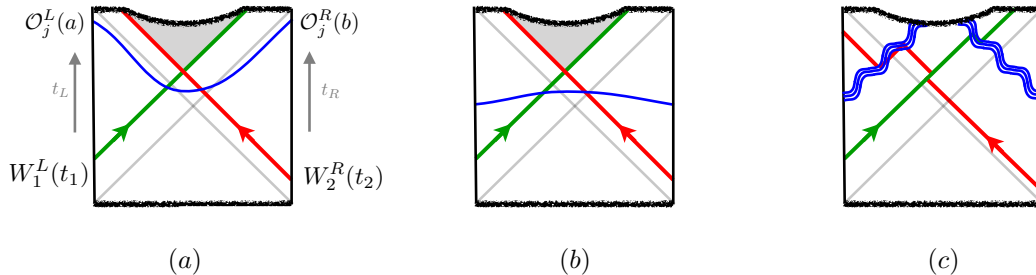 $\mathcal{O}_j^L(a)$ $\mathcal{O}_j^R(b)$
$t_L$ $t_R$
$W_1^L(t_1)$ $W_2^R(t_2)$
(a) (b) (c)